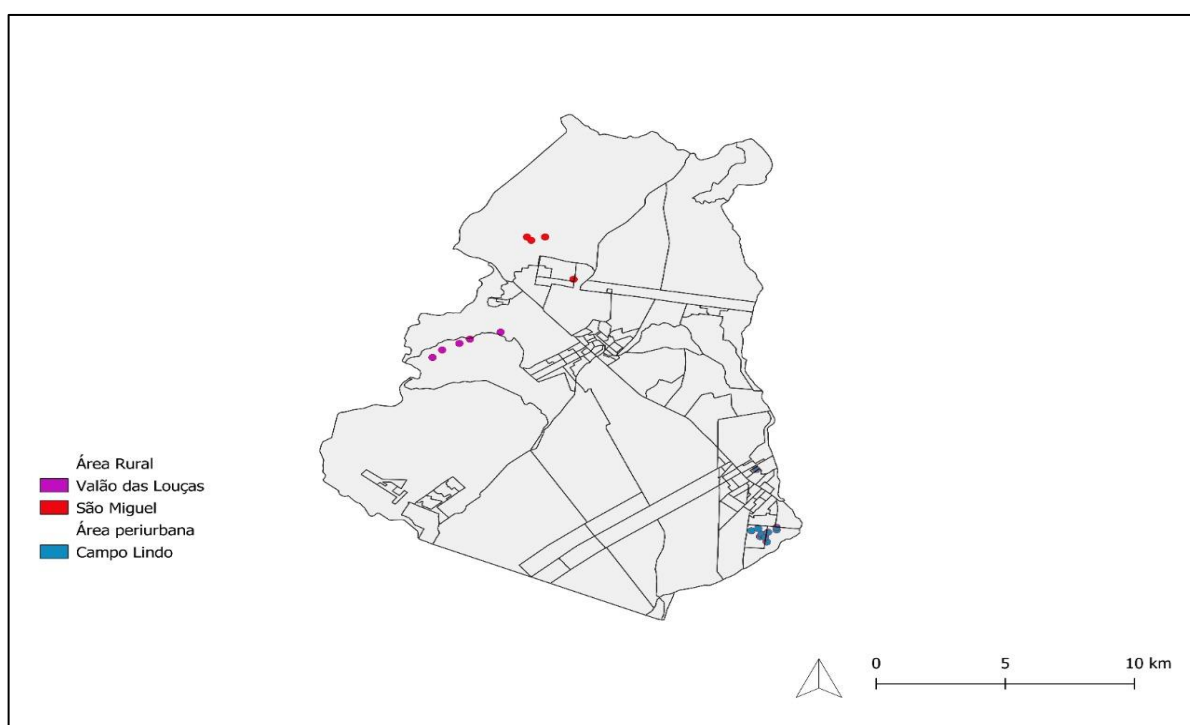 Área Rural
Valão das Louças
São Miguel
Área periurbana
Campo Lindo
0 5 10 km